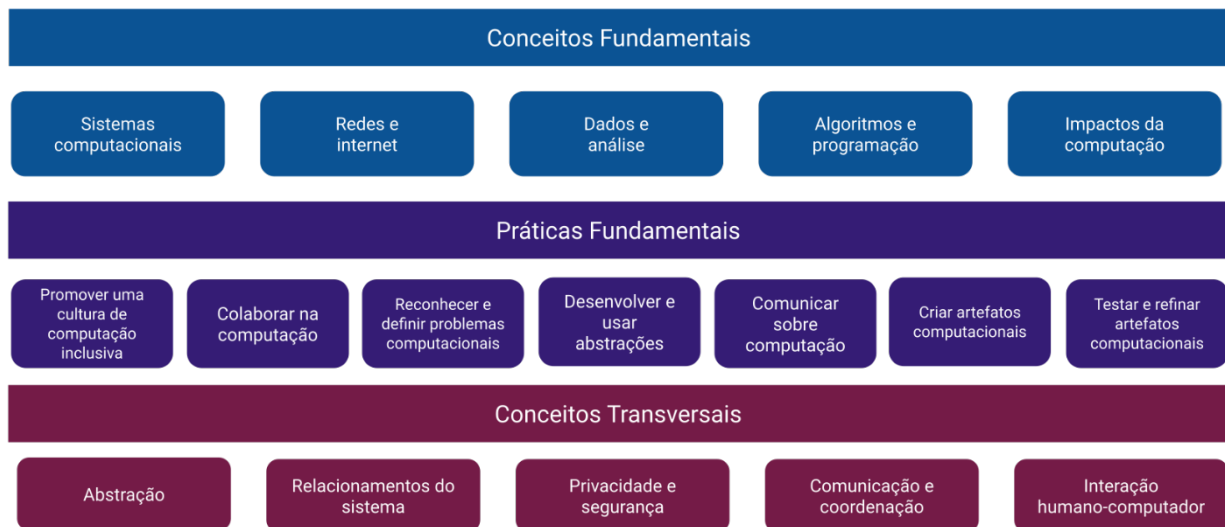 Conceitos Fundamentais
Sistemas
computacionais
Redes e
internet
Dados e
análise
Algoritmos e
programação
Impactos da
computação
Práticas Fundamentais
Promover uma
cultura de
computação
inclusiva
Colaborar na
computação
Reconhecer e
definir problemas
computacionais
Desenvolver e
usar
abstrações
Comunicar
sobre
computação
Criar artefatos
computacionais
Testar e refinar
artefatos
computacionais
Conceitos Transversais
Abstração
Relacionamentos do
sistema
Privacidade e
segurança
Comunicação e
coordenação
Interação
humano-computador